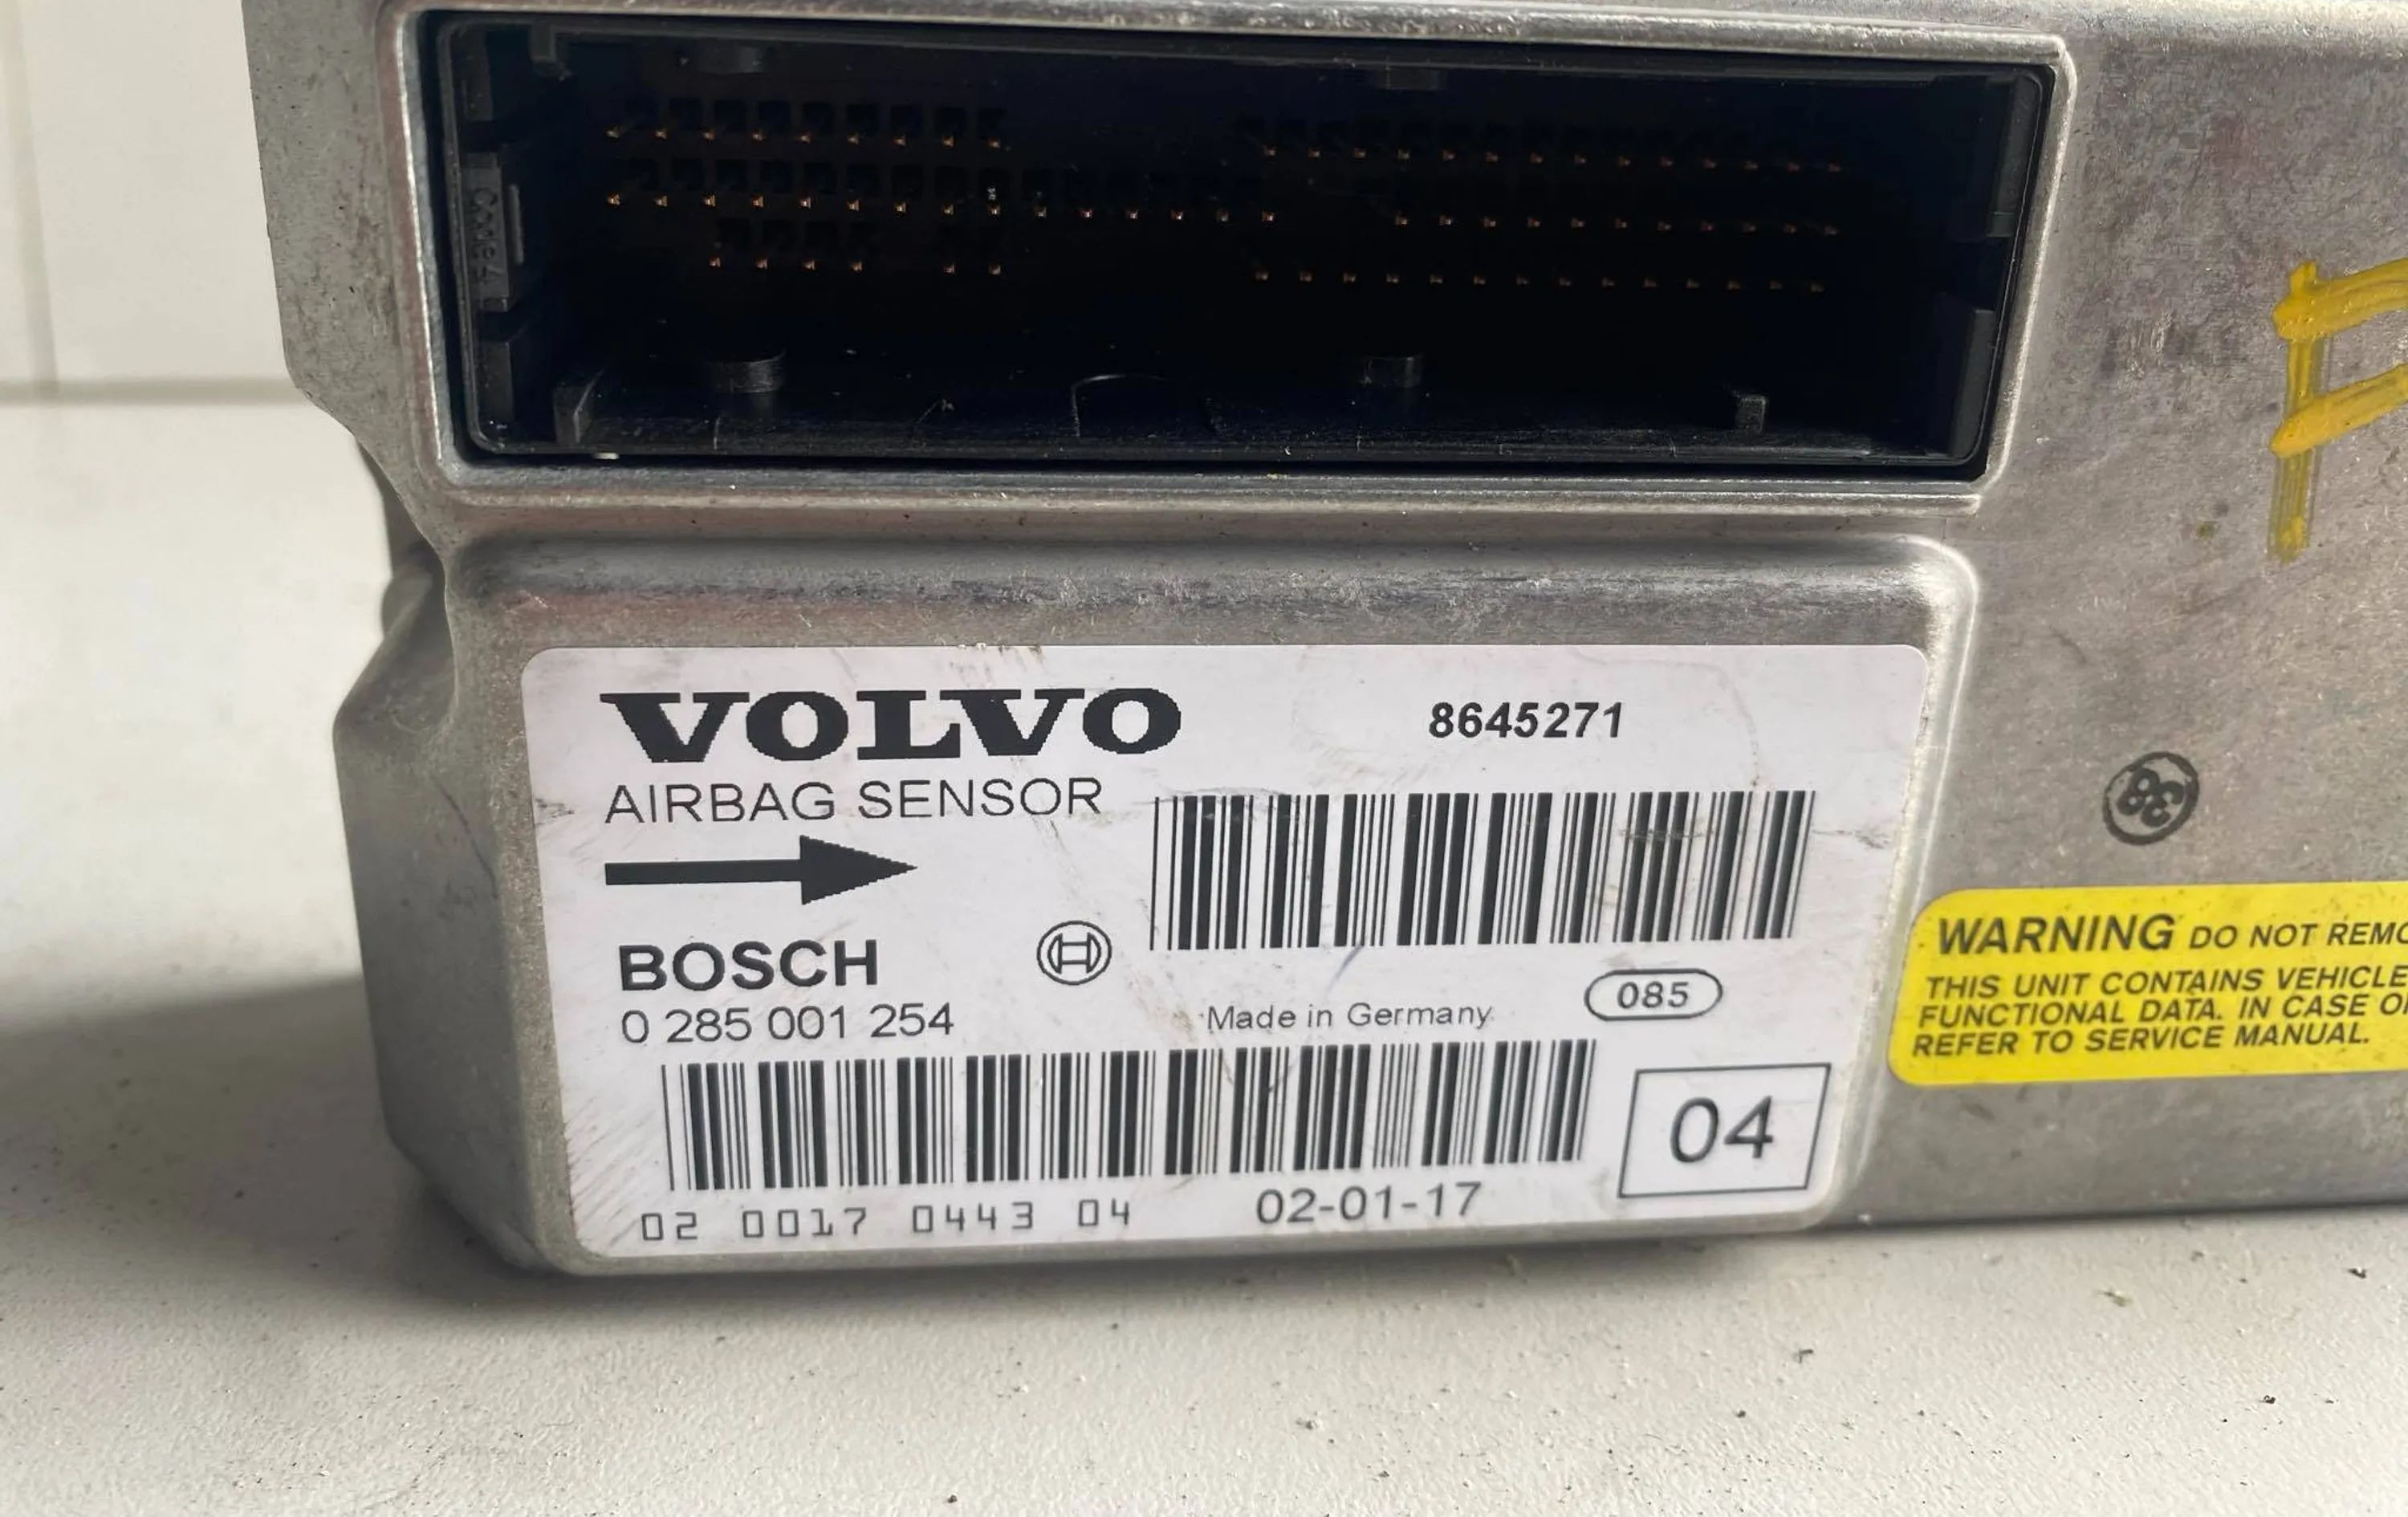 VOLVO
8645271
AIRBAG SENSOR
BOSCH
0 285 001 254
Made in Germany
085
04
02 0017 0443 04
02-01-17
38
WARNING DO NOT
THIS UNIT CONTAINS VEHICLE
FUNCTIONAL DATA. IN CASE
REFER TO SERVICE MANUAL.